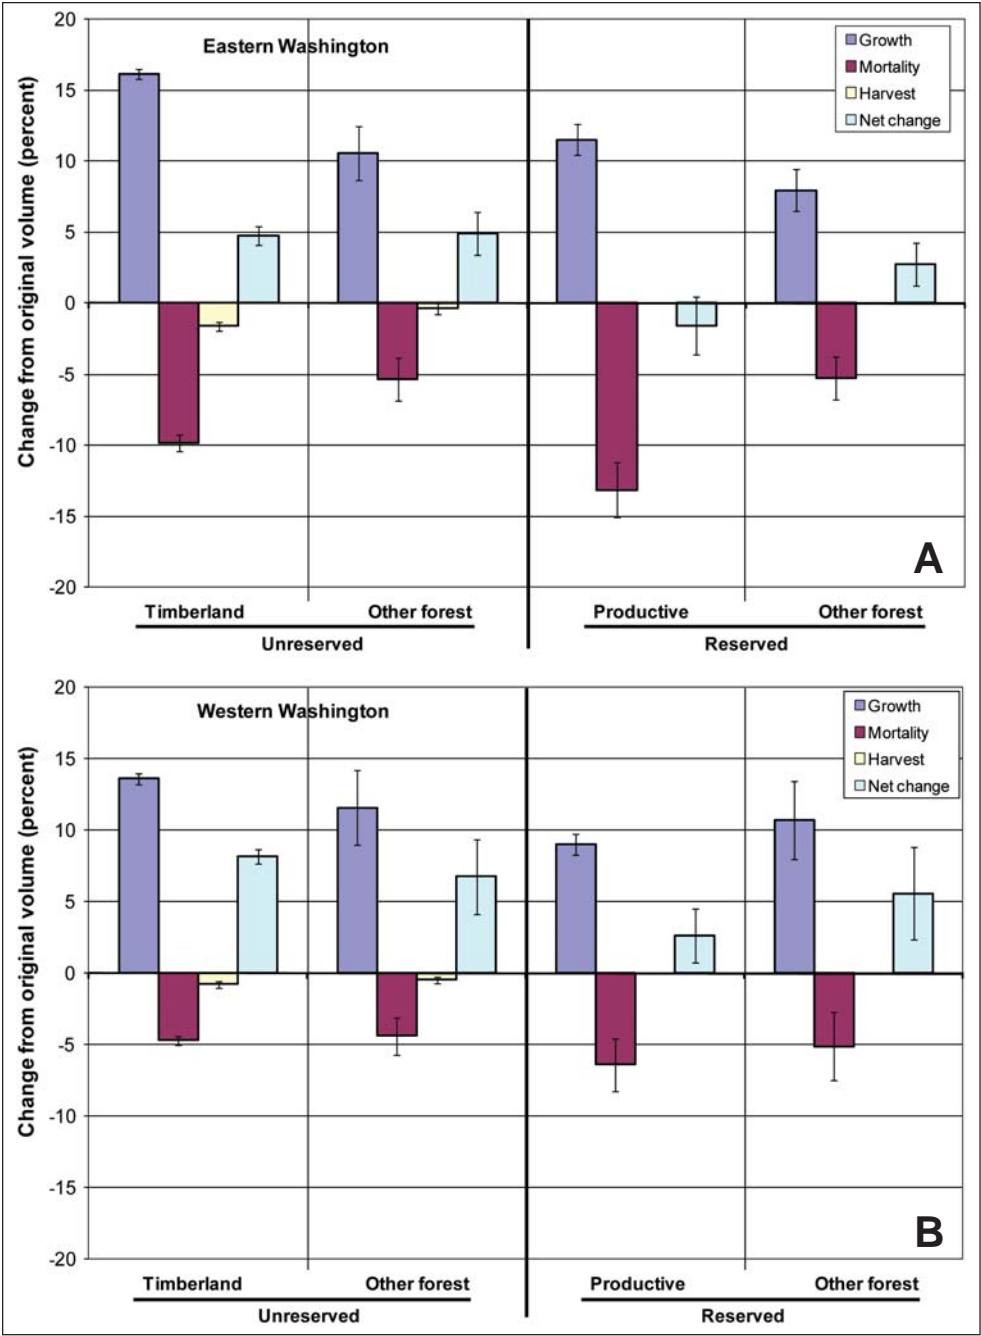 Eastern Washington
Growth
Mortality
Harvest
Net change
Change from original volume (percent)
20
15
10
5
0
-5
-10
-15
-20
A
Timberland Other forest Productive Other forest
Unreserved Reserved
Western Washington
Growth
Mortality
Harvest
Net change
Change from original volume (percent)
20
15
10
5
0
-5
-10
-15
-20
B
Timberland Other forest Productive Other forest
Unreserved Reserved